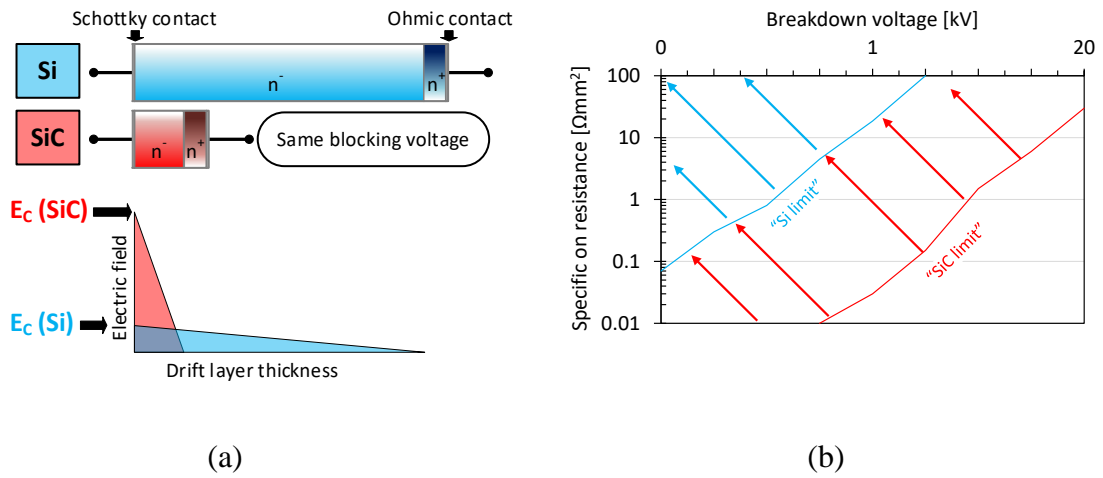 Schottky contact
Ohmic contact
Si
n-
n+
SiC
n-
n+
Same blocking voltage
EC (SiC)
EC (Si)
Electric field
Drift layer thickness
(a)
Breakdown voltage [kV]
0
1
20
100
10
1
0.1
0.01
Specific on resistance [Ωmm²]
“Si limit”
“SiC limit”
(b)